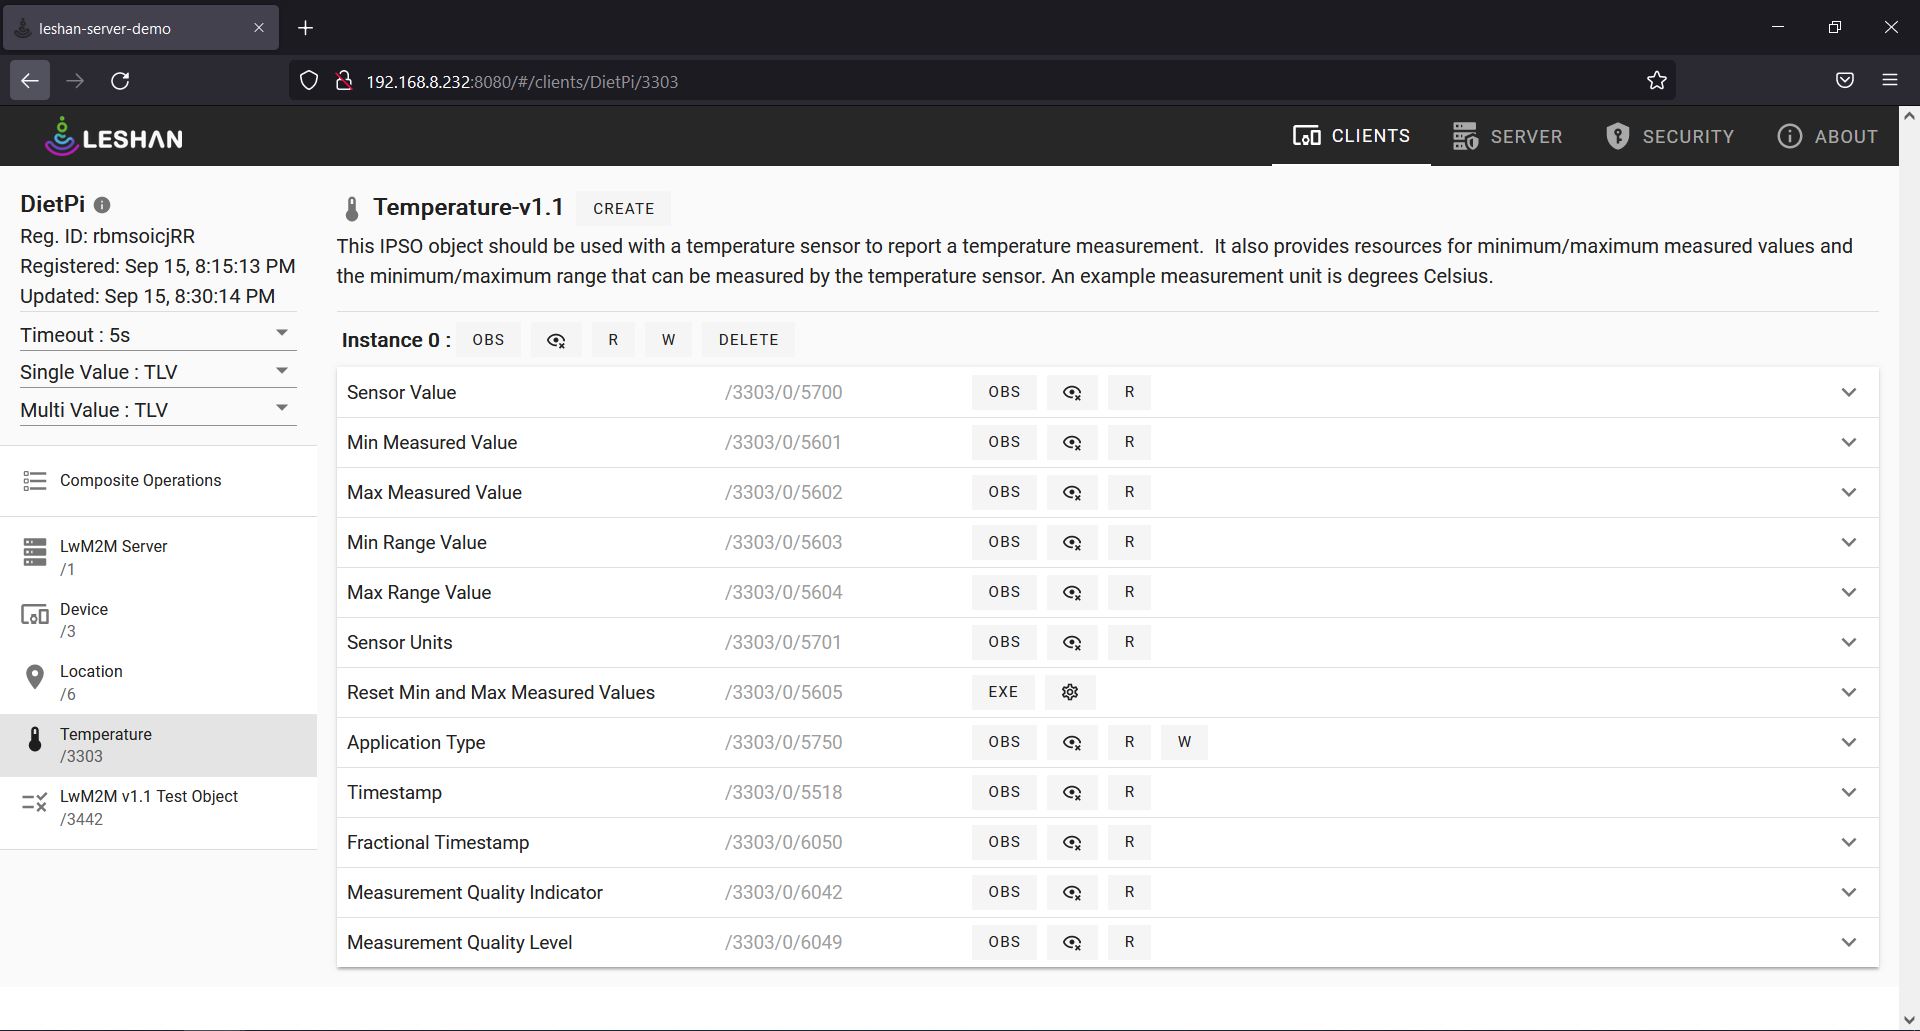 leshan-server-demo
192.168.8.232:8080/#/clients/DietPi/3303
LESHAN
CLIENTS
SERVER
SECURITY
ABOUT
DietPi
Reg. ID: rbmsoicjRR
Registered: Sep 15, 8:15:13 PM
Updated: Sep 15, 8:30:14 PM
Timeout : 5s
Single Value : TLV
Multi Value : TLV
Composite Operations
LwM2M Server
/1
Device
/3
Location
/6
Temperature
/3303
LwM2M v1.1 Test Object
/3442
Temperature-v1.1 CREATE
This IPSO object should be used with a temperature sensor to report a temperature measurement. It also provides resources for minimum/maximum measured values and
the minimum/maximum range that can be measured by the temperature sensor. An example measurement unit is degrees Celsius.
Instance 0 : OBS R W DELETE
Sensor Value /3303/0/5700 OBS R
Min Measured Value /3303/0/5601 OBS R
Max Measured Value /3303/0/5602 OBS R
Min Range Value /3303/0/5603 OBS R
Max Range Value /3303/0/5604 OBS R
Sensor Units /3303/0/5701 OBS R
Reset Min and Max Measured Values /3303/0/5605 EXE
Application Type /3303/0/5750 OBS R W
Timestamp /3303/0/5518 OBS R
Fractional Timestamp /3303/0/6050 OBS R
Measurement Quality Indicator /3303/0/6042 OBS R
Measurement Quality Level /3303/0/6049 OBS R